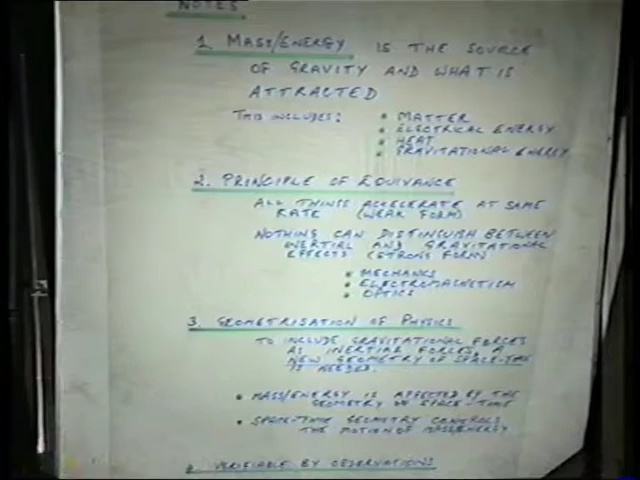 NOTES
1. MASS/ENERGY IS THE SOURCE
OF GRAVITY AND WHAT IS
ATTRACTED
THIS INCLUDES:
• MATTER
• ELECTRICAL ENERGY
• HEAT
• GRAVITATIONAL ENERGY
2. PRINCIPLE OF EQUIVANCE
ALL THINGS ACCELERATE AT SAME
RATE (WEAK FORM)
NOTHING CAN DISTINGUISH BETWEEN
INERTIAL AND GRAVITATIONAL
EFFECTS (STRONG FORM)
• MECHANICS
• ELECTROMAGNETISM
• OPTICS
3. GEOMETRISATION OF PHYSICS
TO INCLUDE GRAVITATIONAL FORCES
AS INERTIAL FORCES, A
NEW GEOMETRY OF SPACE-TIME
IS NEEDED.
• MASS/ENERGY IS AFFECTED BY THE
GEOMETRY OF SPACE-TIME
• SPACE-TIME GEOMETRY CONTROLS
THE MOTION OF MASS/ENERGY
VERIFIABLE BY OBSERVATIONS